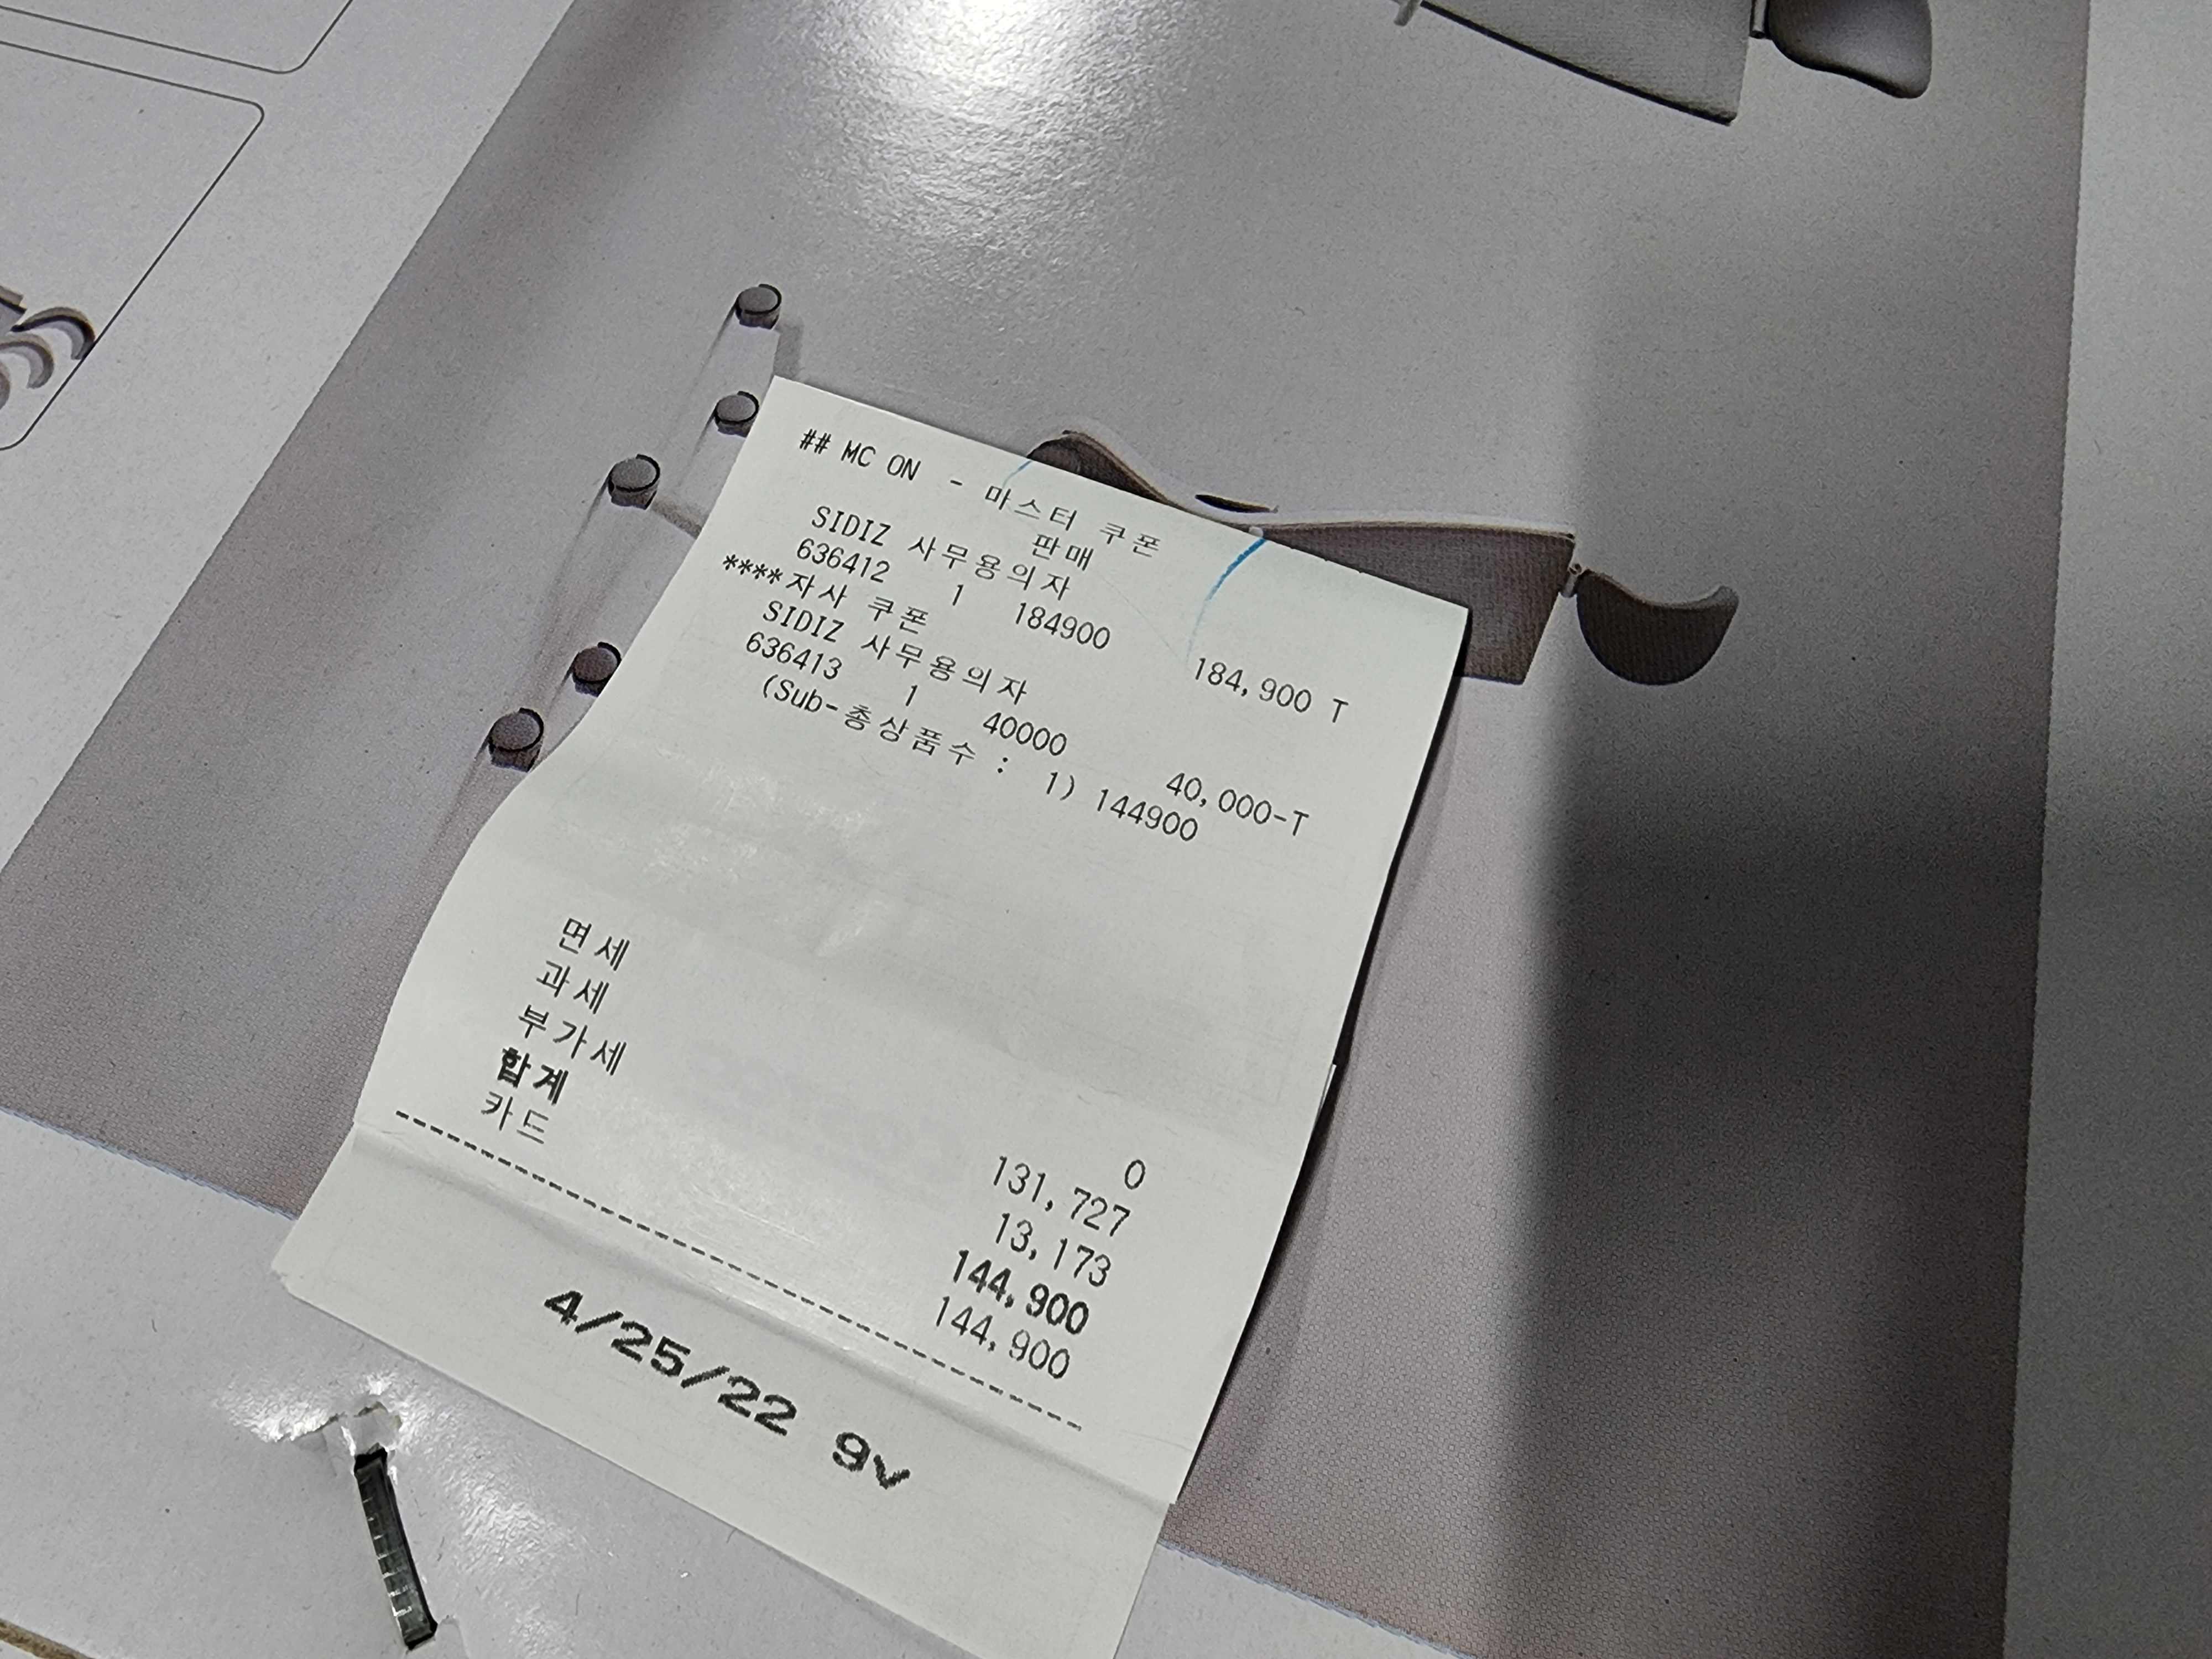 ## MC ON - 마스터 쿠폰
판매
SIDIZ 사무용의자
636412 1 184900 184,900 T
****자사 쿠폰
SIDIZ 사무용의자
636413 1 40000 40,000-T
(Sub-총상품수 : 1) 144900
면세 0
과세 131,727
부가세 13,173
합계 144,900
카드 144,900
4/25/22 9v